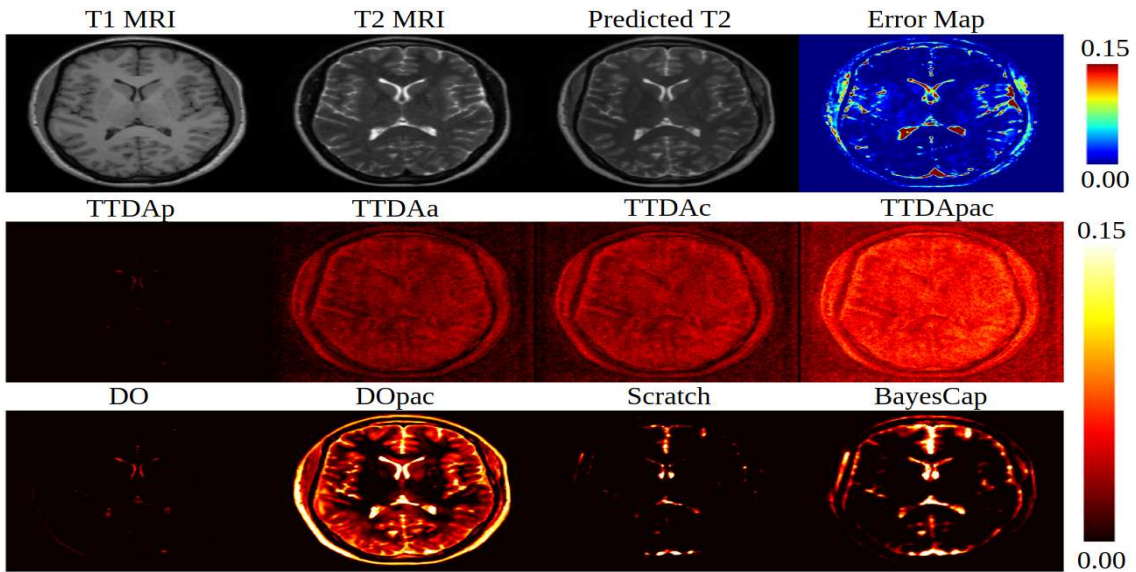 T1 MRI T2 MRI Predicted T2 Error Map
0.15
0.00
TTDAp TTDAa TTDAc TTDApac
0.15
DO DOpac Scratch BayesCap
0.00